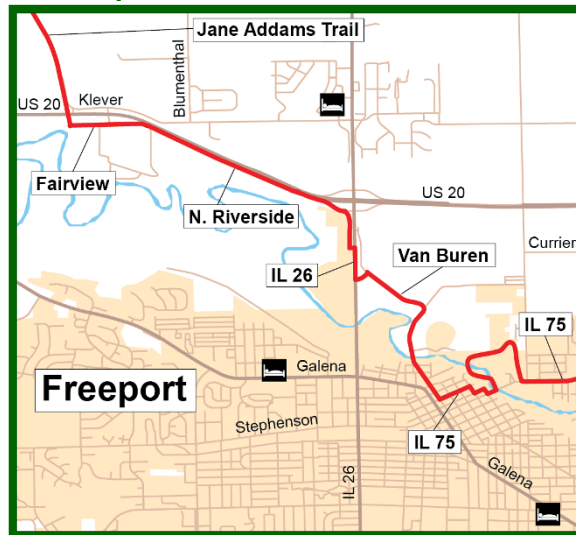 Jane Addams Trail
Klever
Blumenthal
US 20
Fairview
US 20
N. Riverside
Van Buren
Currier
IL 26
IL 75
Galena
Freeport
Stephenson
IL 75
Galena
IL 26